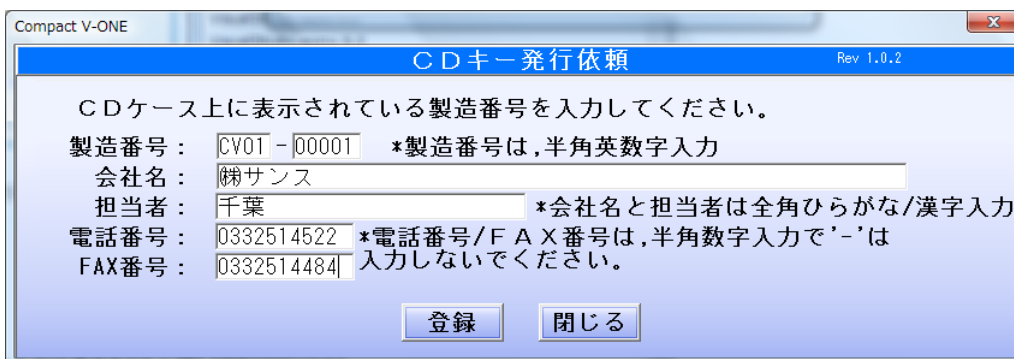 Compact V-ONE
CDキー発行依頼 Rev 1.0.2
CDケース上に表示されている製造番号を入力してください。
製造番号： CV01 - 00001 *製造番号は,半角英数字入力
会社名： ㈱サンス
担当者： 千葉 *会社名と担当者は全角ひらがな/漢字入力
電話番号： 0332514522 *電話番号/ＦＡＸ番号は,半角数字入力で'-'は
FAX番号： 0332514484 入力しないでください。
登録 閉じる